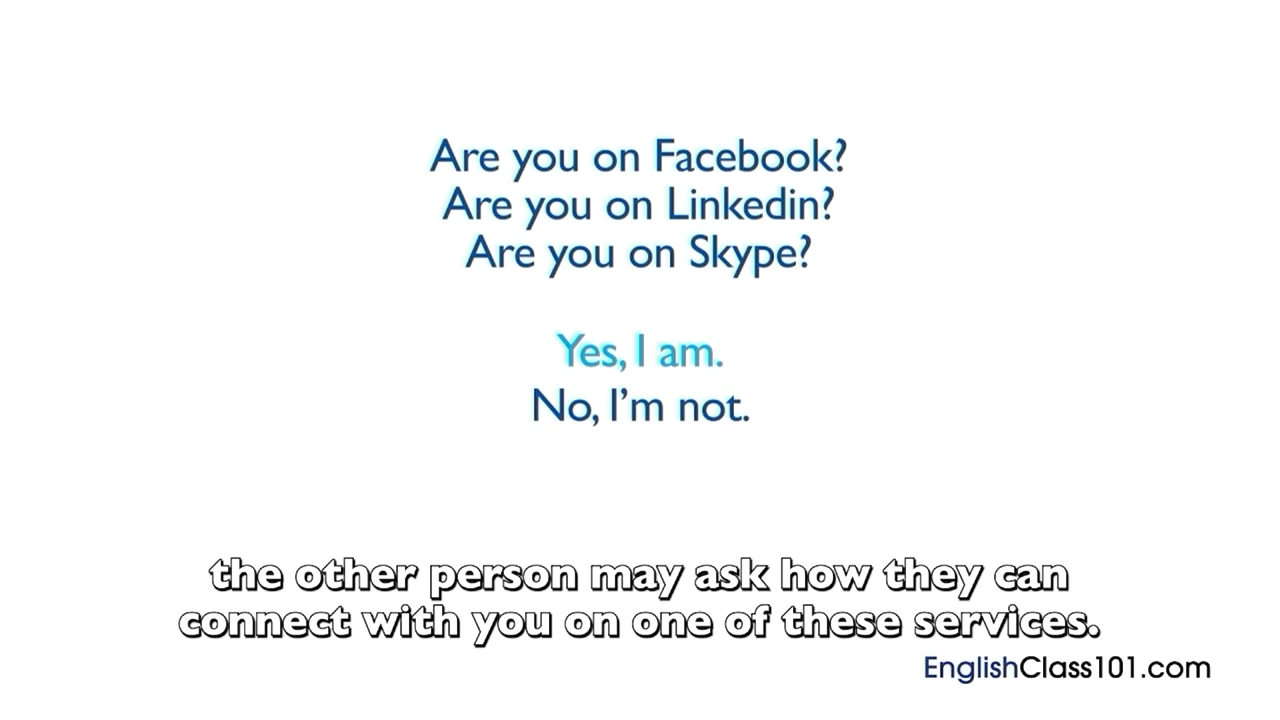 Are you on Facebook?
Are you on Linkedin?
Are you on Skype?
Yes, I am.
No, I'm not.
the other person may ask how they can
connect with you on one of these services.
EnglishClass101.com